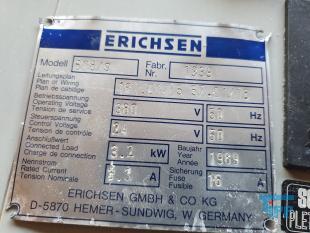 ERICHSEN
Modell
Fabr. Nr.
Leitungsplan
Plan of Wiring
Plan de cablage
Betriebsspannung
Operating Voltage
Tension de service
380 V 50 Hz
Steuerspannung
Control Voltage
Tension de contrôle
24 V 50 Hz
Anschlußwert
Connected Load
Charge de connection
3.2 kW
Baujahr
Year
Année
1989
Nennstrom
Rated Current
Tension Nominale
A
Sicherung
Fuse
Fusible
16 A
ERICHSEN GMBH & CO KG
D-5870 HEMER-SUNDWIG, W. GERMANY